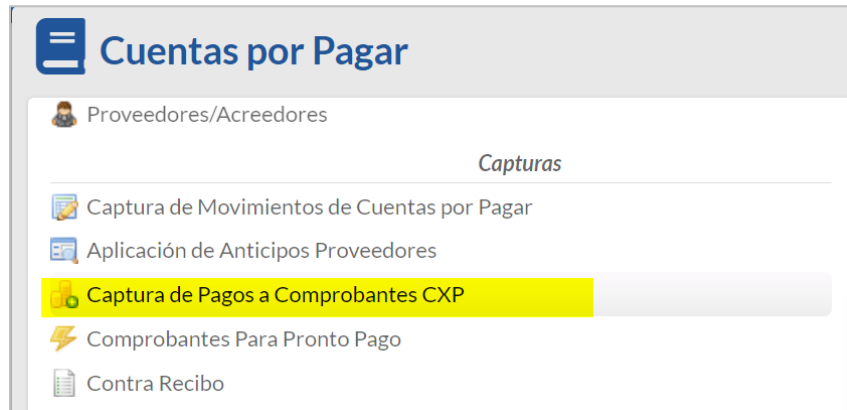 Cuentas por Pagar
Proveedores/Acreedores
Capturas
Captura de Movimientos de Cuentas por Pagar
Aplicación de Anticipos Proveedores
Captura de Pagos a Comprobantes CXP
Comprobantes Para Pronto Pago
Contra Recibo